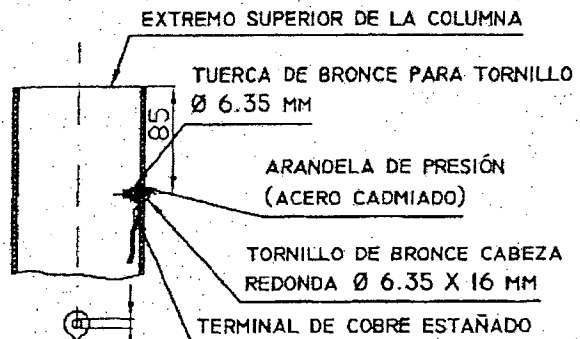 EXTREMO SUPERIOR DE LA COLUMNA
TUERCA DE BRONCE PARA TORNILLO
Ø 6.35 MM
85
ARANDELA DE PRESIÓN
(ACERO CADMIADO)
TORNILLO DE BRONCE CABEZA
REDONDA Ø 6.35 X 16 MM
TERMINAL DE COBRE ESTAÑADO